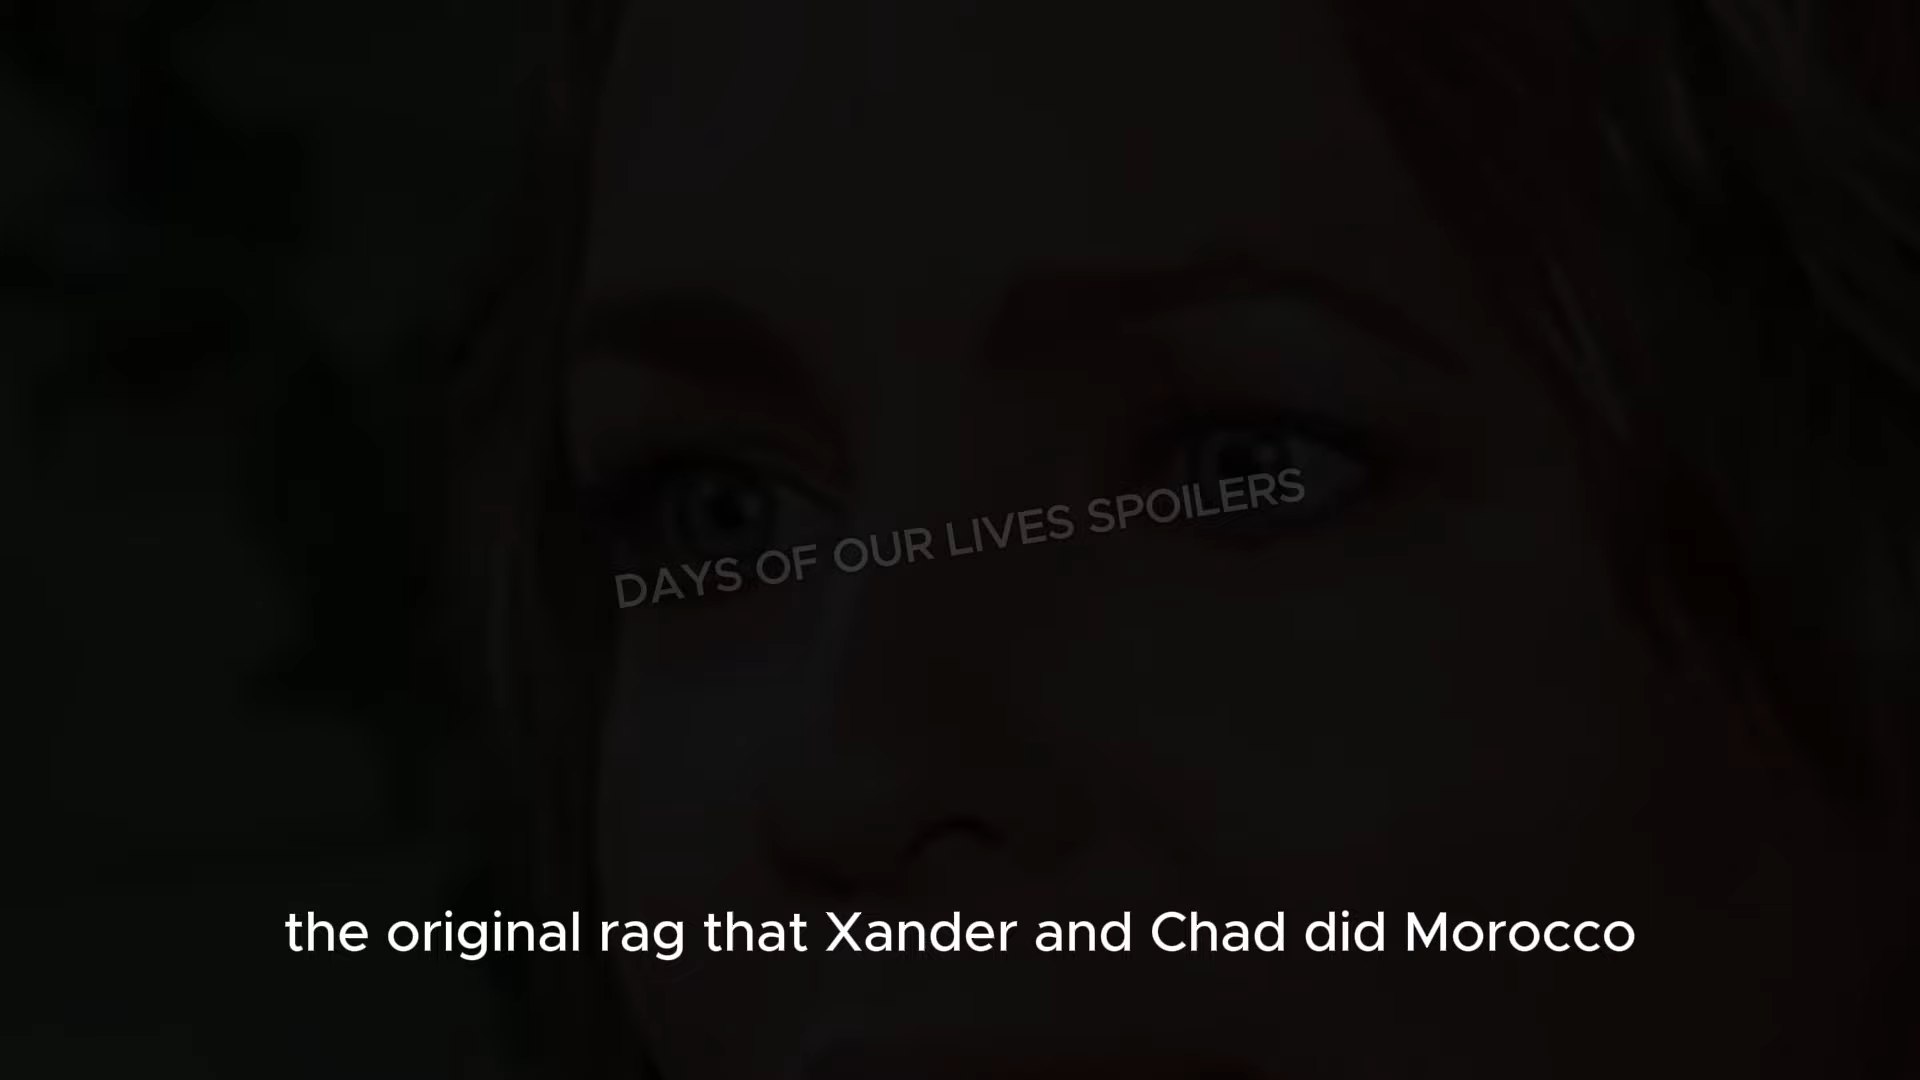 DAYS OF OUR LIVES SPOILERS
the original rag that Xander and Chad did Morocco